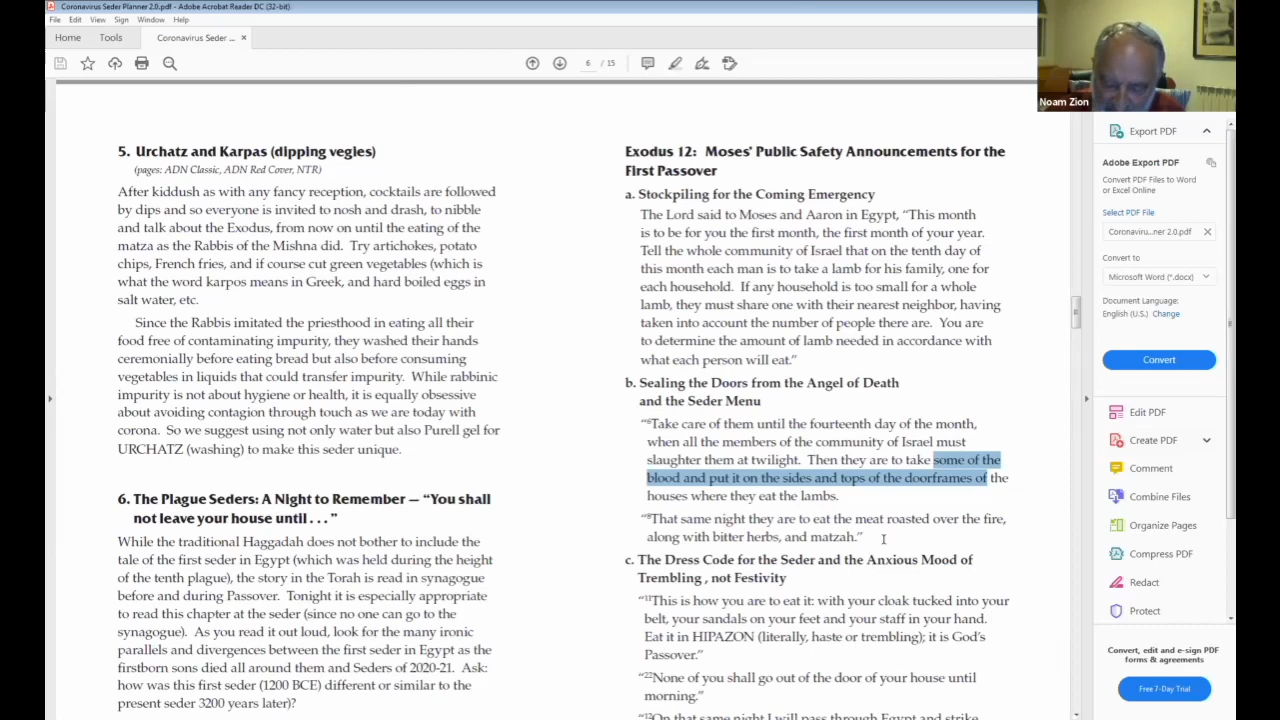 Coronavirus Seder Planner 2.0.pdf - Adobe Acrobat Reader DC (32-bit)
File Edit View Sign Window Help
Home Tools Coronavirus Seder ... ×
6 / 15
Noam Zion
5. Urchatz and Karpas (dipping vegies)
(pages: ADN Classic, ADN Red Cover, NTR)
After kiddush as with any fancy reception, cocktails are followed
by dips and so everyone is invited to nosh and drash, to nibble
and talk about the Exodus, from now on until the eating of the
matza as the Rabbis of the Mishna did. Try artichokes, potato
chips, French fries, and if course cut green vegetables (which is
what the word karpos means in Greek, and hard boiled eggs in
salt water, etc.
Since the Rabbis imitated the priesthood in eating all their
food free of contaminating impurity, they washed their hands
ceremonially before eating bread but also before consuming
vegetables in liquids that could transfer impurity. While rabbinic
impurity is not about hygiene or health, it is equally obsessive
about avoiding contagion through touch as we are today with
corona. So we suggest using not only water but also Purell gel for
URCHATZ (washing) to make this seder unique.
6. The Plague Seders: A Night to Remember — “You shall
not leave your house until . . .”
While the traditional Haggadah does not bother to include the
tale of the first seder in Egypt (which was held during the height
of the tenth plague), the story in the Torah is read in synagogue
before and during Passover. Tonight it is especially appropriate
to read this chapter at the seder (since no one can go to the
synagogue). As you read it out loud, look for the many ironic
parallels and divergences between the first seder in Egypt as the
firstborn sons died all around them and Seders of 2020-21. Ask:
how was this first seder (1200 BCE) different or similar to the
present seder 3200 years later)?
Exodus 12: Moses’ Public Safety Announcements for the
First Passover
a. Stockpiling for the Coming Emergency
The Lord said to Moses and Aaron in Egypt, “This month
is to be for you the first month, the first month of your year.
Tell the whole community of Israel that on the tenth day of
this month each man is to take a lamb for his family, one for
each household. If any household is too small for a whole
lamb, they must share one with their nearest neighbor, having
taken into account the number of people there are. You are
to determine the amount of lamb needed in accordance with
what each person will eat.”
b. Sealing the Doors from the Angel of Death
and the Seder Menu
“⁶Take care of them until the fourteenth day of the month,
when all the members of the community of Israel must
slaughter them at twilight. Then they are to take some of the
blood and put it on the sides and tops of the doorframes of the
houses where they eat the lambs.
“⁸That same night they are to eat the meat roasted over the fire,
along with bitter herbs, and matzah.”
c. The Dress Code for the Seder and the Anxious Mood of
Trembling , not Festivity
“¹¹This is how you are to eat it: with your cloak tucked into your
belt, your sandals on your feet and your staff in your hand.
Eat it in HIPAZON (literally, haste or trembling); it is God’s
Passover.”
“²²None of you shall go out of the door of your house until
morning.”
“¹²On that same night I will pass through Egypt and strike
Export PDF
Adobe Export PDF
Convert PDF Files to Word
or Excel Online
Select PDF File
Coronaviru...ner 2.0.pdf ×
Convert to
Microsoft Word (*.docx)
Document Language:
English (U.S.) Change
Convert
Edit PDF
Create PDF
Comment
Combine Files
Organize Pages
Compress PDF
Redact
Protect
Convert, edit and e-sign PDF
forms & agreements
Free 7-Day Trial